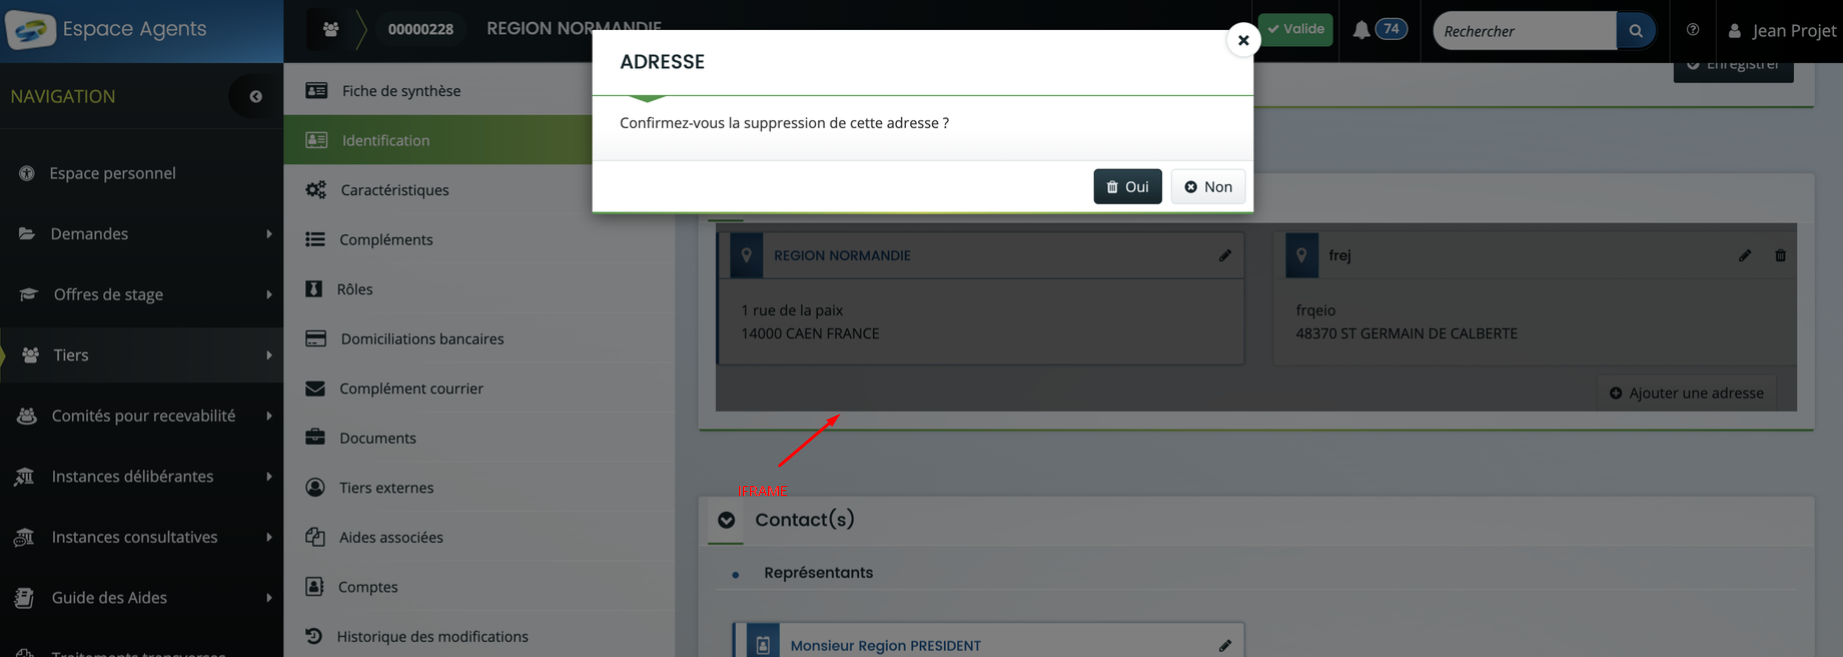 Espace Agents
00000228
REGION NORMANDIE
Valide
74
Rechercher
Jean Projet
NAVIGATION
Espace personnel
Demandes
Offres de stage
Tiers
Comités pour recevabilité
Instances délibérantes
Instances consultatives
Guide des Aides
Traitements transverses
Fiche de synthèse
Identification
Caractéristiques
Compléments
Rôles
Domiciliations bancaires
Complément courrier
Documents
Tiers externes
Aides associées
Comptes
Historique des modifications
ADRESSE
Confirmez-vous la suppression de cette adresse ?
Oui
Non
Enregistrer
REGION NORMANDIE
1 rue de la paix
14000 CAEN FRANCE
frej
frqeio
48370 ST GERMAIN DE CALBERTE
Ajouter une adresse
IFRAME
Contact(s)
Représentants
Monsieur Region PRESIDENT